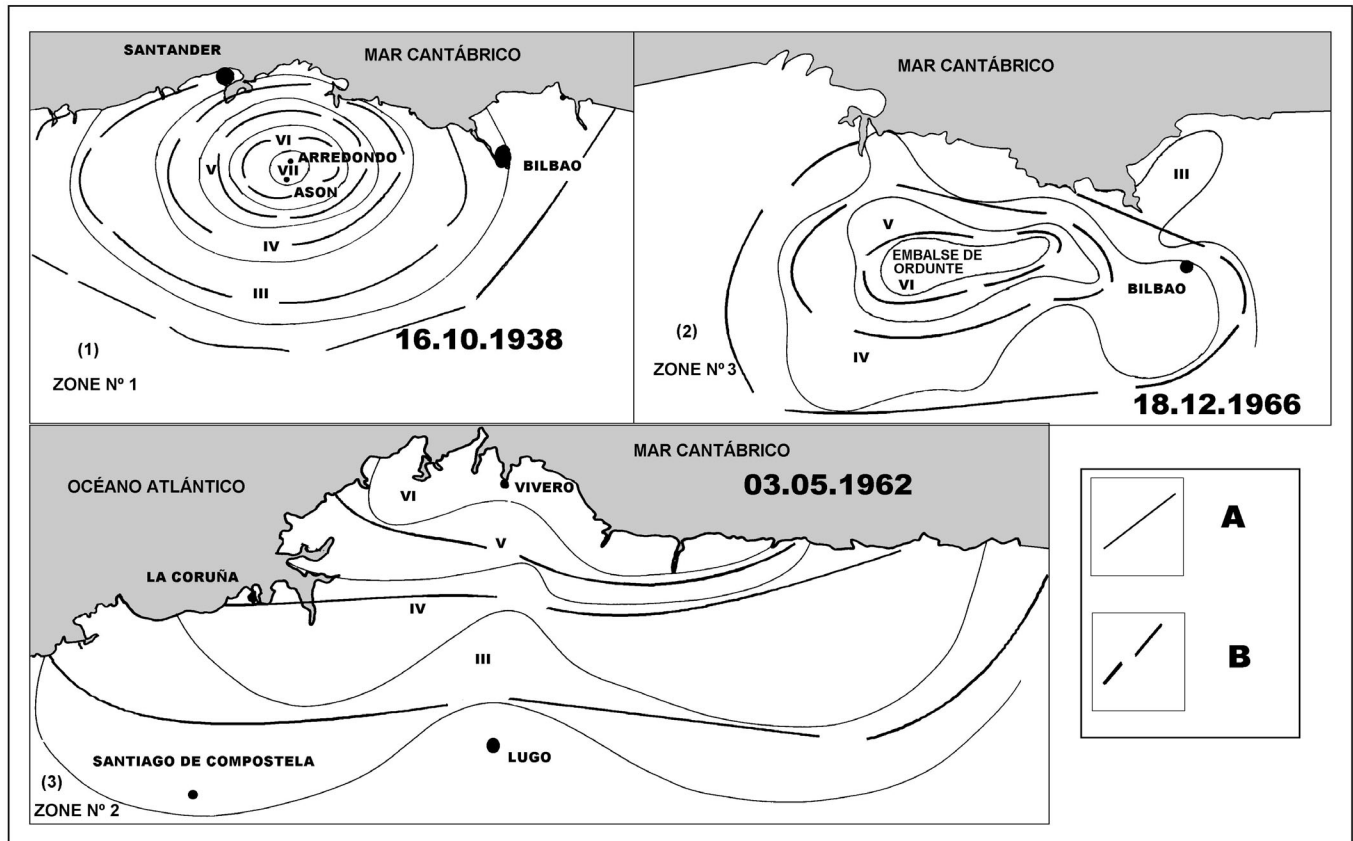 SANTANDER
MAR CANTÁBRICO
VI
ARREDONDO
V
VII
BILBAO
ASON
IV
III
16.10.1938
(1)
ZONE Nº 1
MAR CANTÁBRICO
III
V
EMBALSE DE
ORDUNTE
VI
BILBAO
(2)
IV
ZONE Nº 3
18.12.1966
MAR CANTÁBRICO
OCÉANO ATLÁNTICO
03.05.1962
VI
VIVERO
V
LA CORUÑA
IV
III
SANTIAGO DE COMPOSTELA
LUGO
(3)
ZONE Nº 2
A
B